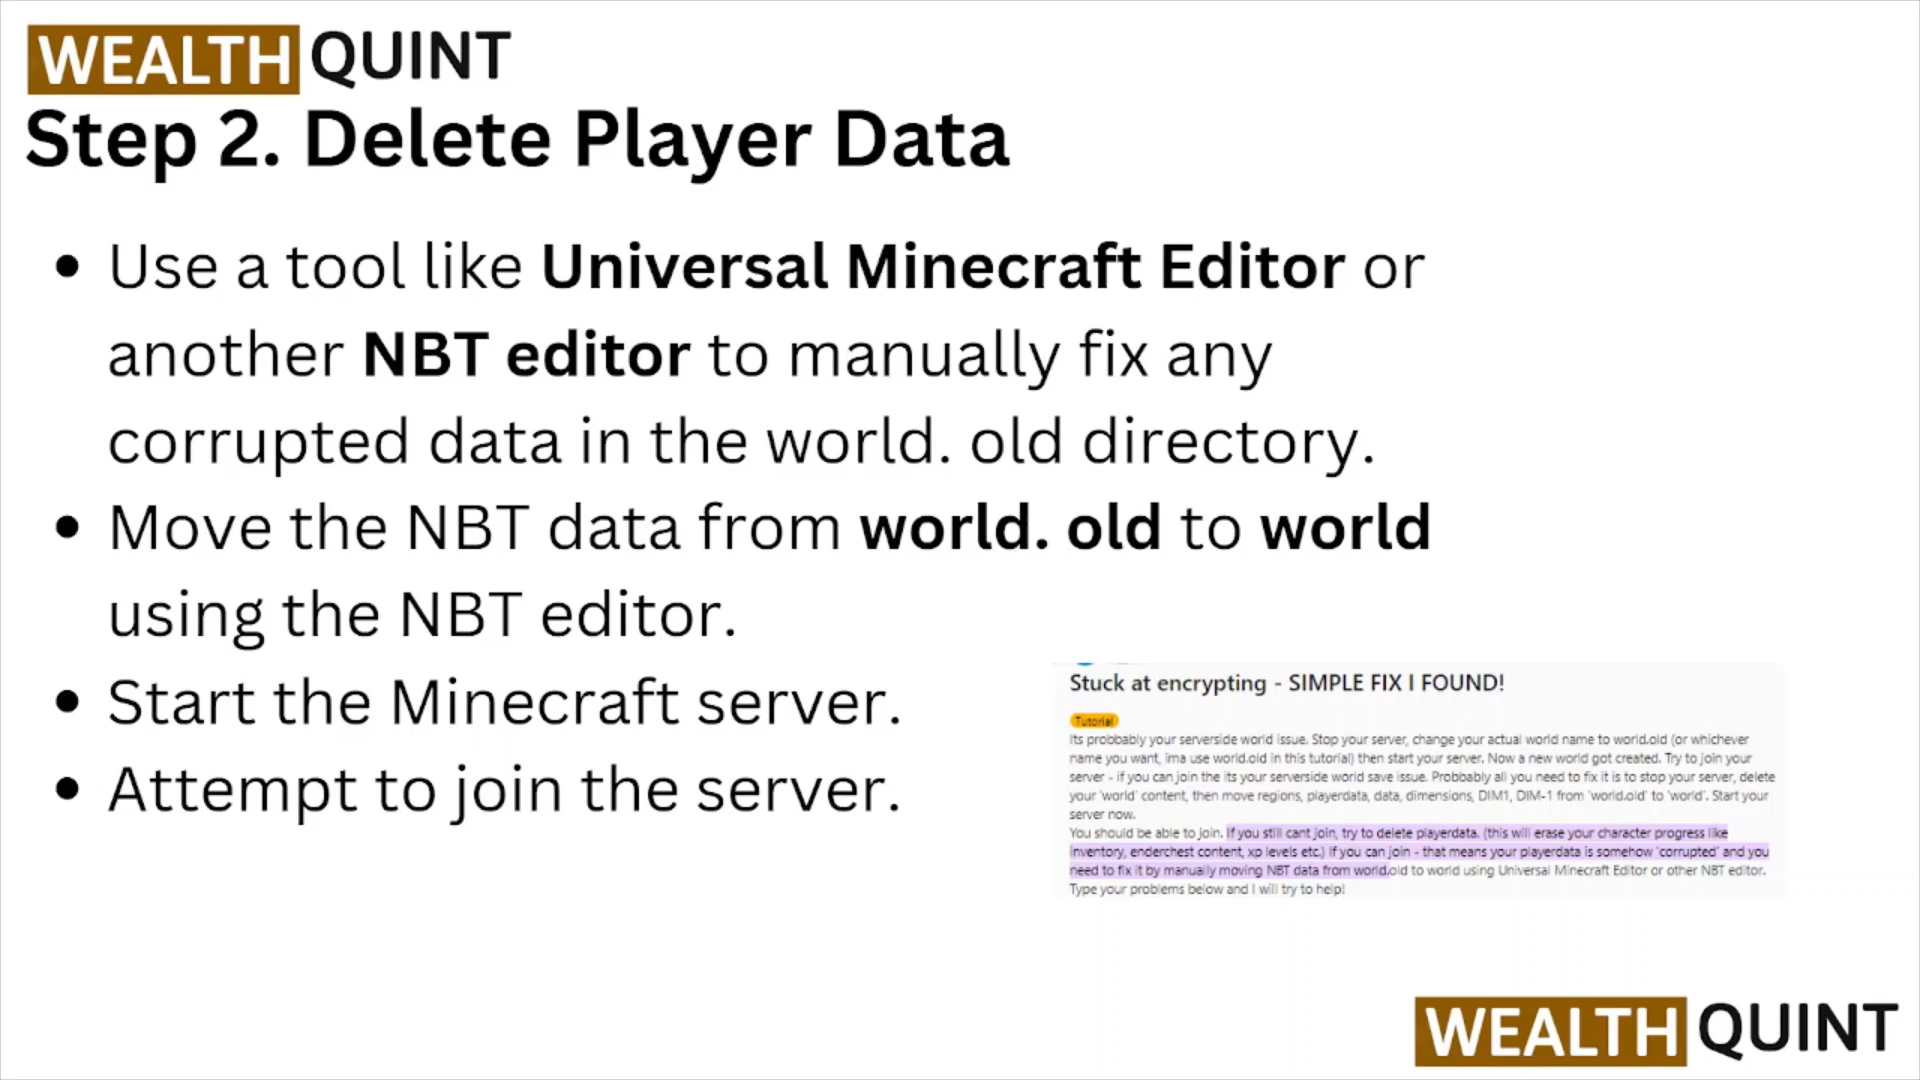 WEALTH QUINT
Step 2. Delete Player Data
• Use a tool like Universal Minecraft Editor or
another NBT editor to manually fix any
corrupted data in the world. old directory.
• Move the NBT data from world. old to world
using the NBT editor.
• Start the Minecraft server.
• Attempt to join the server.
Stuck at encrypting - SIMPLE FIX I FOUND!
Tutorial
Its probbably your serverside world issue. Stop your server, change your actual world name to world.old (or whichever
name you want, ima use world.old in this tutorial) then start your server. Now a new world got created. Try to join your
server - if you can join the its your serverside world save issue. Probbably all you need to fix it is to stop your server, delete
your 'world' content, then move regions, playerdata, data, dimensions, DIM1, DIM-1 from 'world.old' to 'world'. Start your
server now.
You should be able to join. If you still cant join, try to delete playerdata. (this will erase your character progress like
inventory, enderchest content, xp levels etc.) If you can join - that means your playerdata is somehow 'corrupted' and you
need to fix it by manually moving NBT data from world.old to world using Universal Minecraft Editor or other NBT editor.
Type your problems below and I will try to help!
WEALTH QUINT